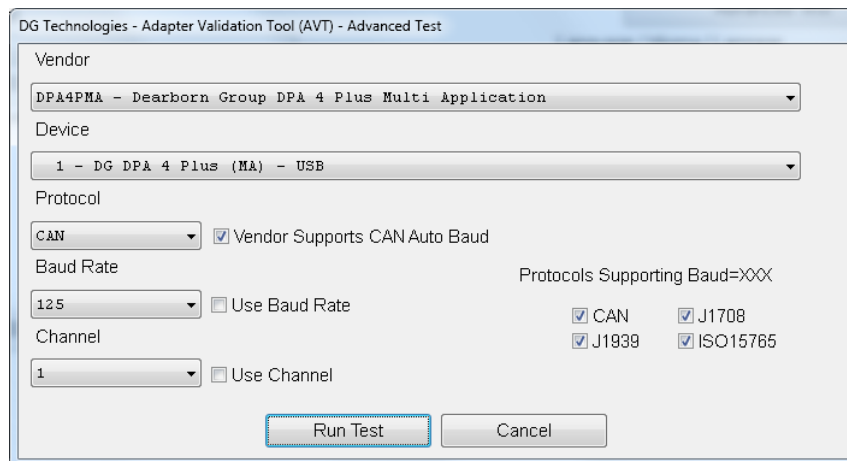 DG Technologies - Adapter Validation Tool (AVT) - Advanced Test
Vendor
DPA4PMA - Dearborn Group DPA 4 Plus Multi Application
Device
1 - DG DPA 4 Plus (MA) - USB
Protocol
CAN Vendor Supports CAN Auto Baud
Baud Rate
Protocols Supporting Baud=XXX
125 Use Baud Rate
CAN J1708
Channel
J1939 ISO15765
1 Use Channel
Run Test Cancel